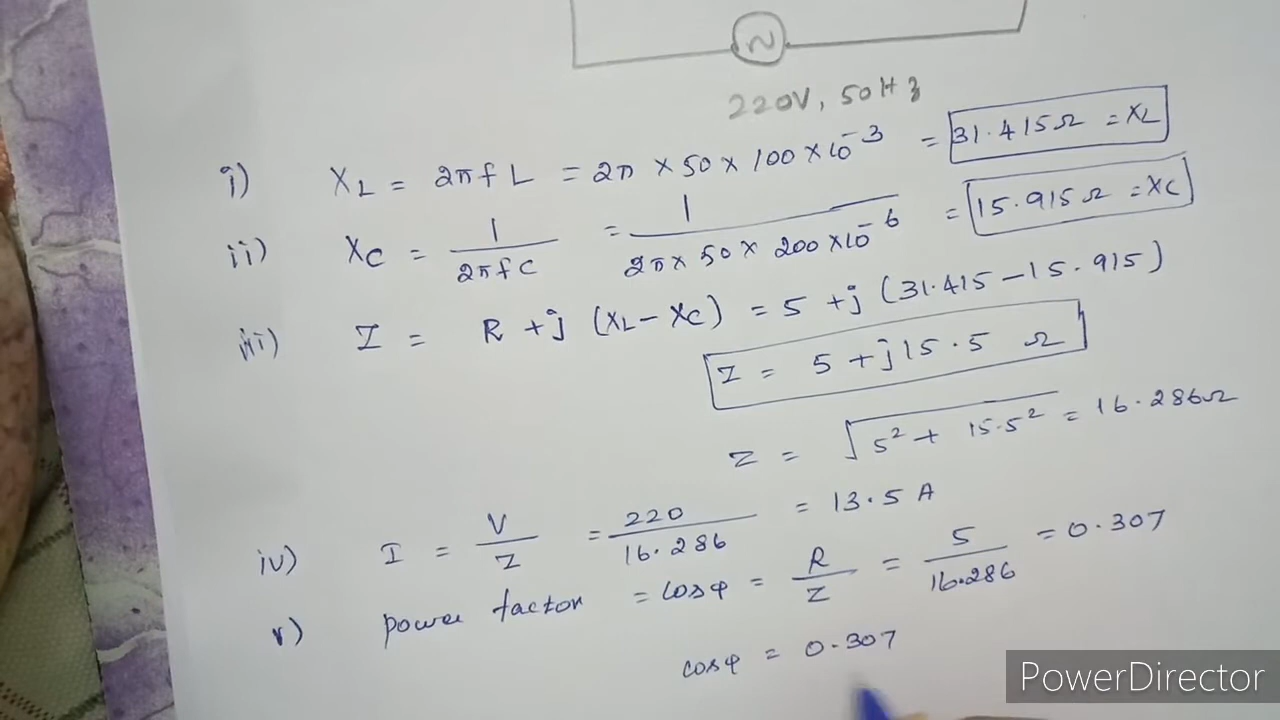 220V, 50Hz
i) XL = 2πfL = 2π × 50 × 100 × 10⁻³ = 31.415Ω = XL
ii) XC = 1/2πfC = 1/2π × 50 × 200 × 10⁻⁶ = 15.915Ω = XC
iii) Z = R + j (XL - XC) = 5 + j (31.415 - 15.915)
Z = 5 + j15.5 Ω
Z = √5² + 15.5² = 16.286Ω
iv) I = V/Z = 220/16.286 = 13.5 A
v) power factor = cosφ = R/Z = 5/16.286 = 0.307
cosφ = 0.307
PowerDirector